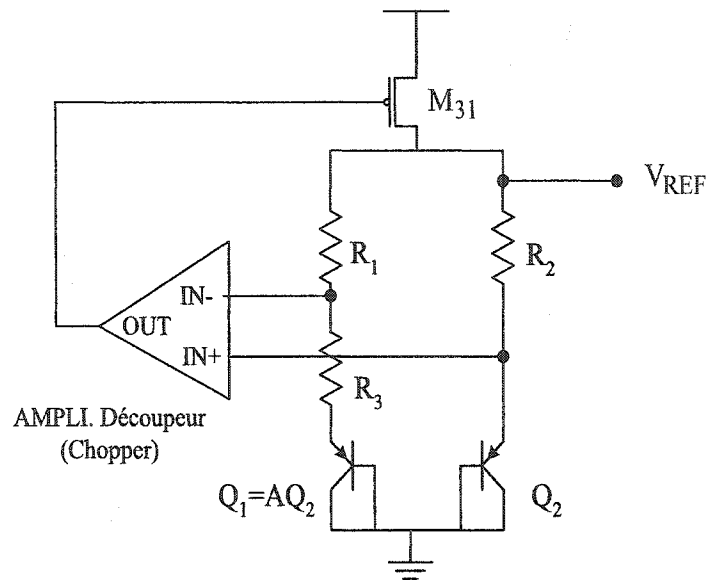 M31
VREF
R1
R2
IN-
OUT
IN+
R3
AMPLI. Découpeur
(Chopper)
Q1=AQ2
Q2